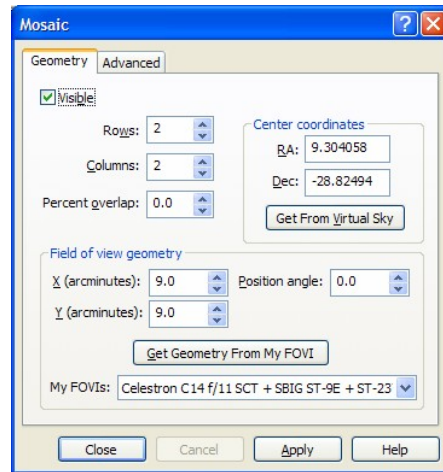 Mosaic
Geometry Advanced
Visible
Rows: 2
Columns: 2
Percent overlap: 0.0
Center coordinates
RA: 9.304058
Dec: -28.82494
Get From Virtual Sky
Field of view geometry
X (arcminutes): 9.0 Position angle: 0.0
Y (arcminutes): 9.0
Get Geometry From My FOVI
My FOVIs: Celestron C14 f/11 SCT + SBIG ST-9E + ST-23
Close Cancel Apply Help